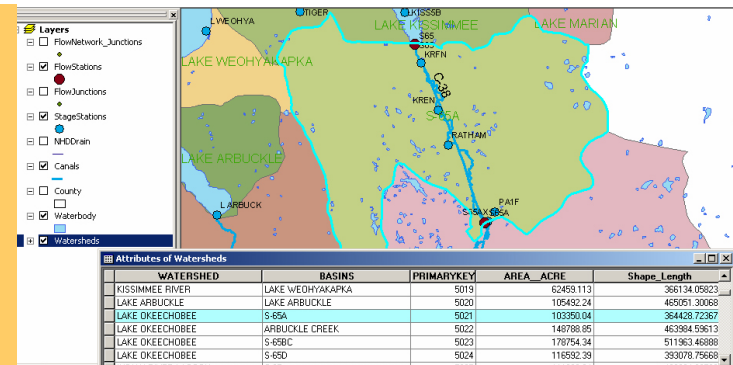 Layers
FlowNetwork_Junctions
FlowStations
FlowJunctions
StageStations
NHDDrain
Canals
County
Waterbody
Watersheds
LWEOHYA
TIGER
LKISSSB
LAKE KISSIMMEE
LAKE MARIAN
S65
KRFN
LAKE WEOHYAKAPKA
C-38
KREN
S-65A
RATHAM
LAKE ARBUCKLE
LARBUCK
PA1F
S65AX
S65A
Attributes of Watersheds
WATERSHED BASINS PRIMARYKEY AREA__ACRE Shape_Length
KISSIMMEE RIVER LAKE WEOHYAKAPKA 5019 62459.113 366134.05823
LAKE ARBUCKLE LAKE ARBUCKLE 5020 105492.24 465051.30068
LAKE OKEECHOBEE S-65A 5021 103350.04 364428.72367
LAKE OKEECHOBEE ARBUCKLE CREEK 5022 148788.85 463984.59613
LAKE OKEECHOBEE S-65BC 5023 178754.34 511963.46888
LAKE OKEECHOBEE S-65D 5024 116592.39 393078.75668